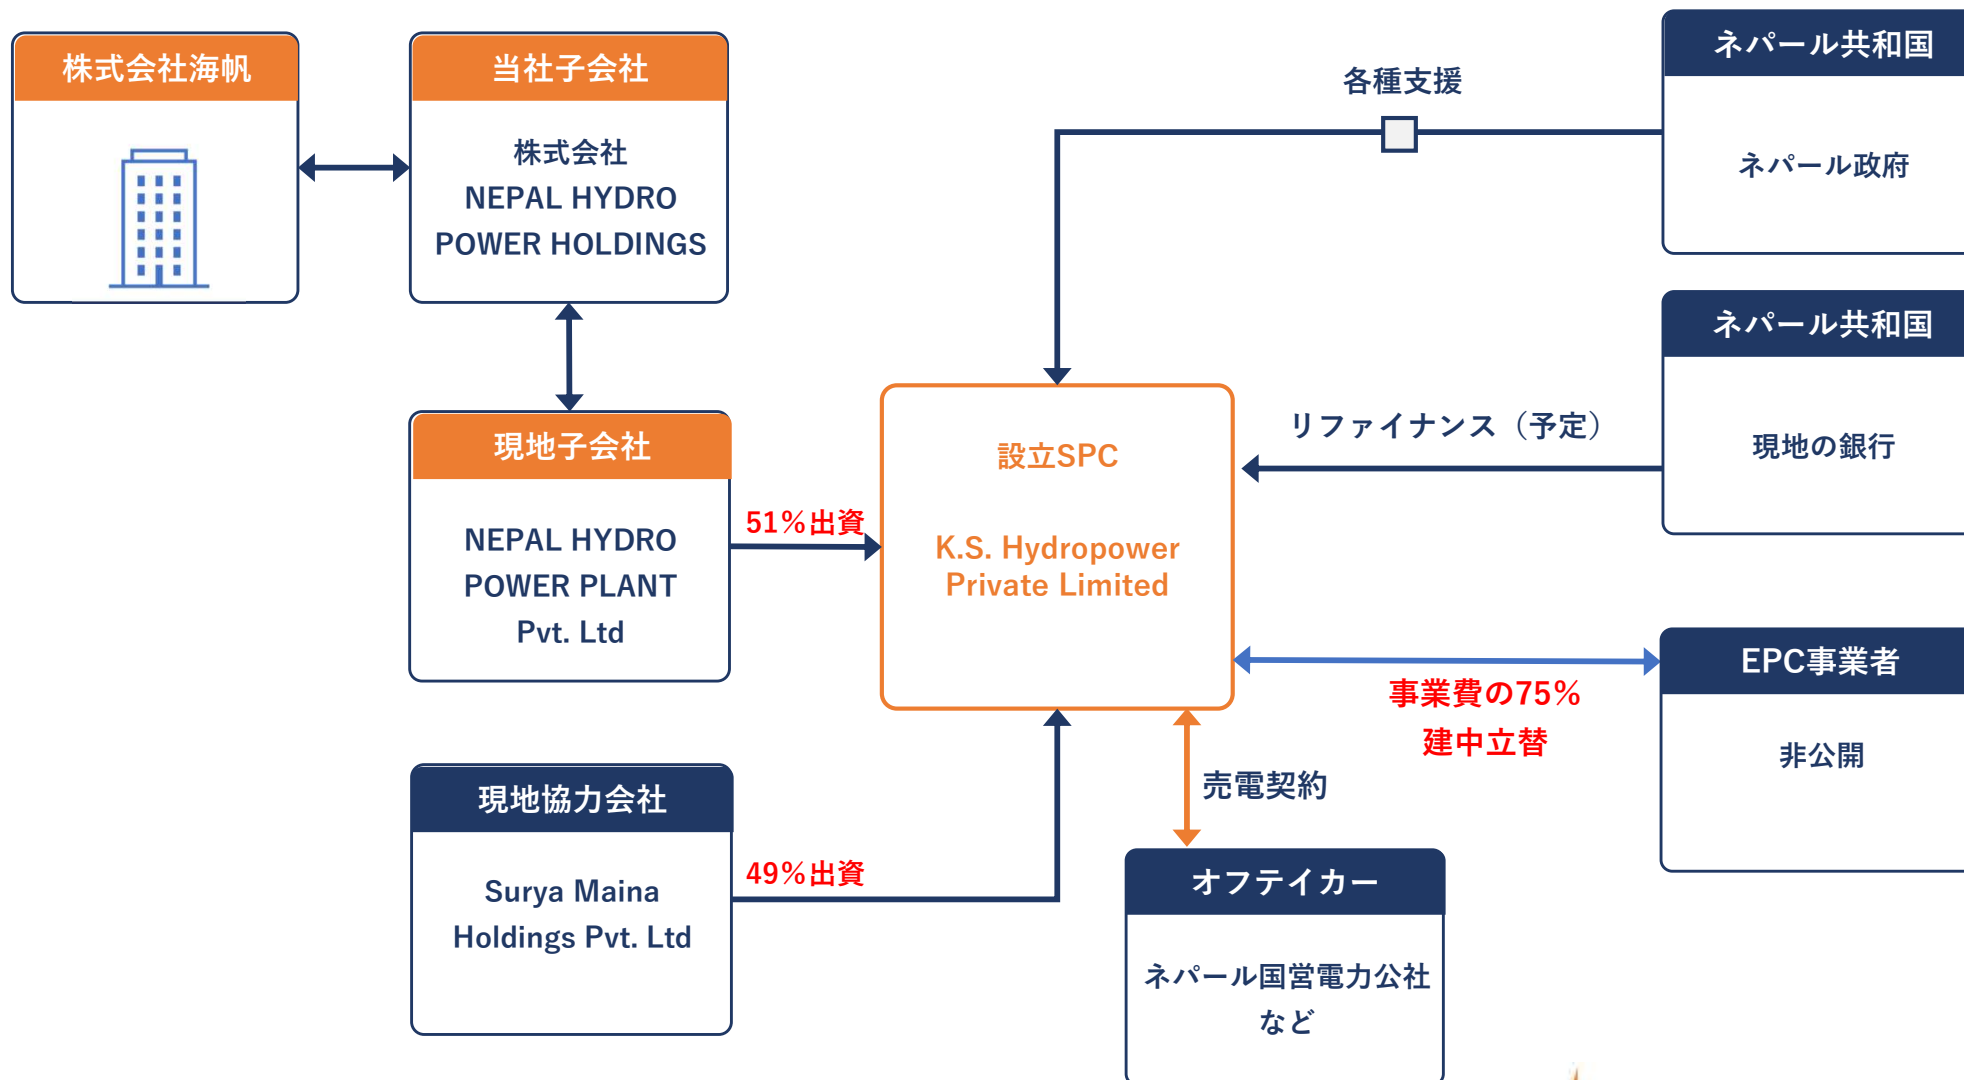 株式会社海帆
当社子会社
株式会社
NEPAL HYDRO
POWER HOLDINGS
各種支援
ネパール共和国
ネパール政府
ネパール共和国
現地の銀行
リファイナンス（予定）
現地子会社
NEPAL HYDRO
POWER PLANT
Pvt. Ltd
51%出資
設立SPC
K.S. Hydropower
Private Limited
EPC事業者
非公開
事業費の75%
建中立替
現地協力会社
Surya Maina
Holdings Pvt. Ltd
49%出資
売電契約
オフテイカー
ネパール国営電力公社
など